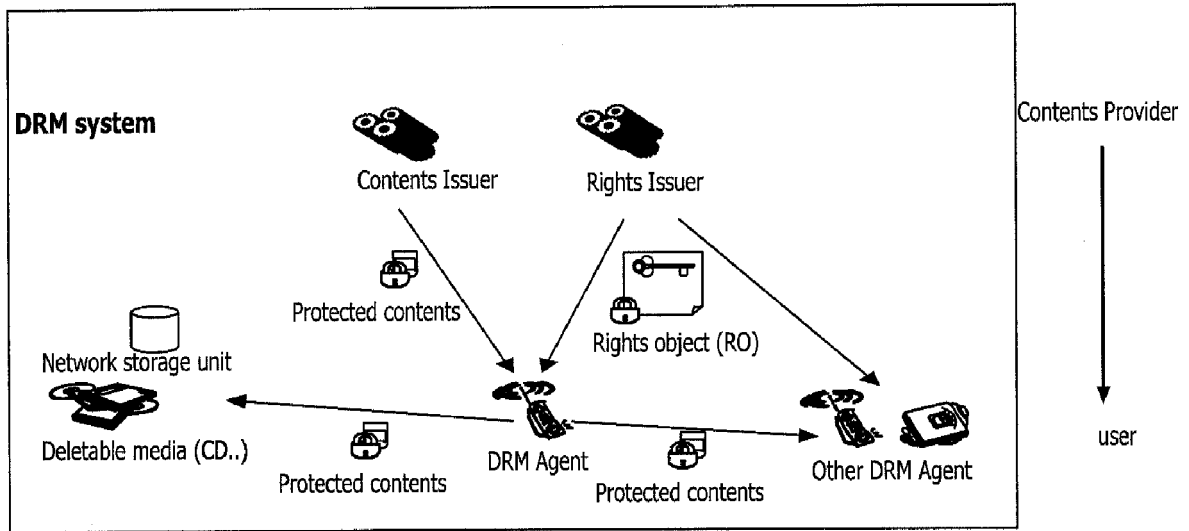 Contents Provider
DRM system
Contents Issuer
Rights Issuer
Protected contents
Rights object (RO)
Network storage unit
Deletable media (CD..)
Protected contents
DRM Agent
Protected contents
Other DRM Agent
user